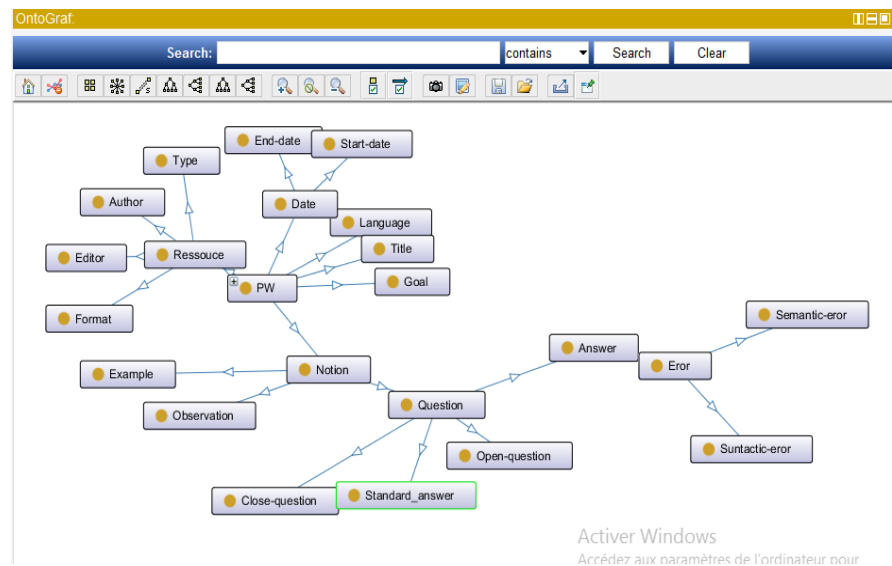 OntoGraf:
Search:
contains
Search
Clear
End-date
Start-date
Type
Author
Date
Language
Editor
Ressouce
Title
PW
Goal
Format
Semantic-eror
Answer
Example
Notion
Eror
Observation
Question
Open-question
Suntactic-eror
Close-question
Standard_answer
Activer Windows
Accédez aux paramètres de l'ordinateur pour